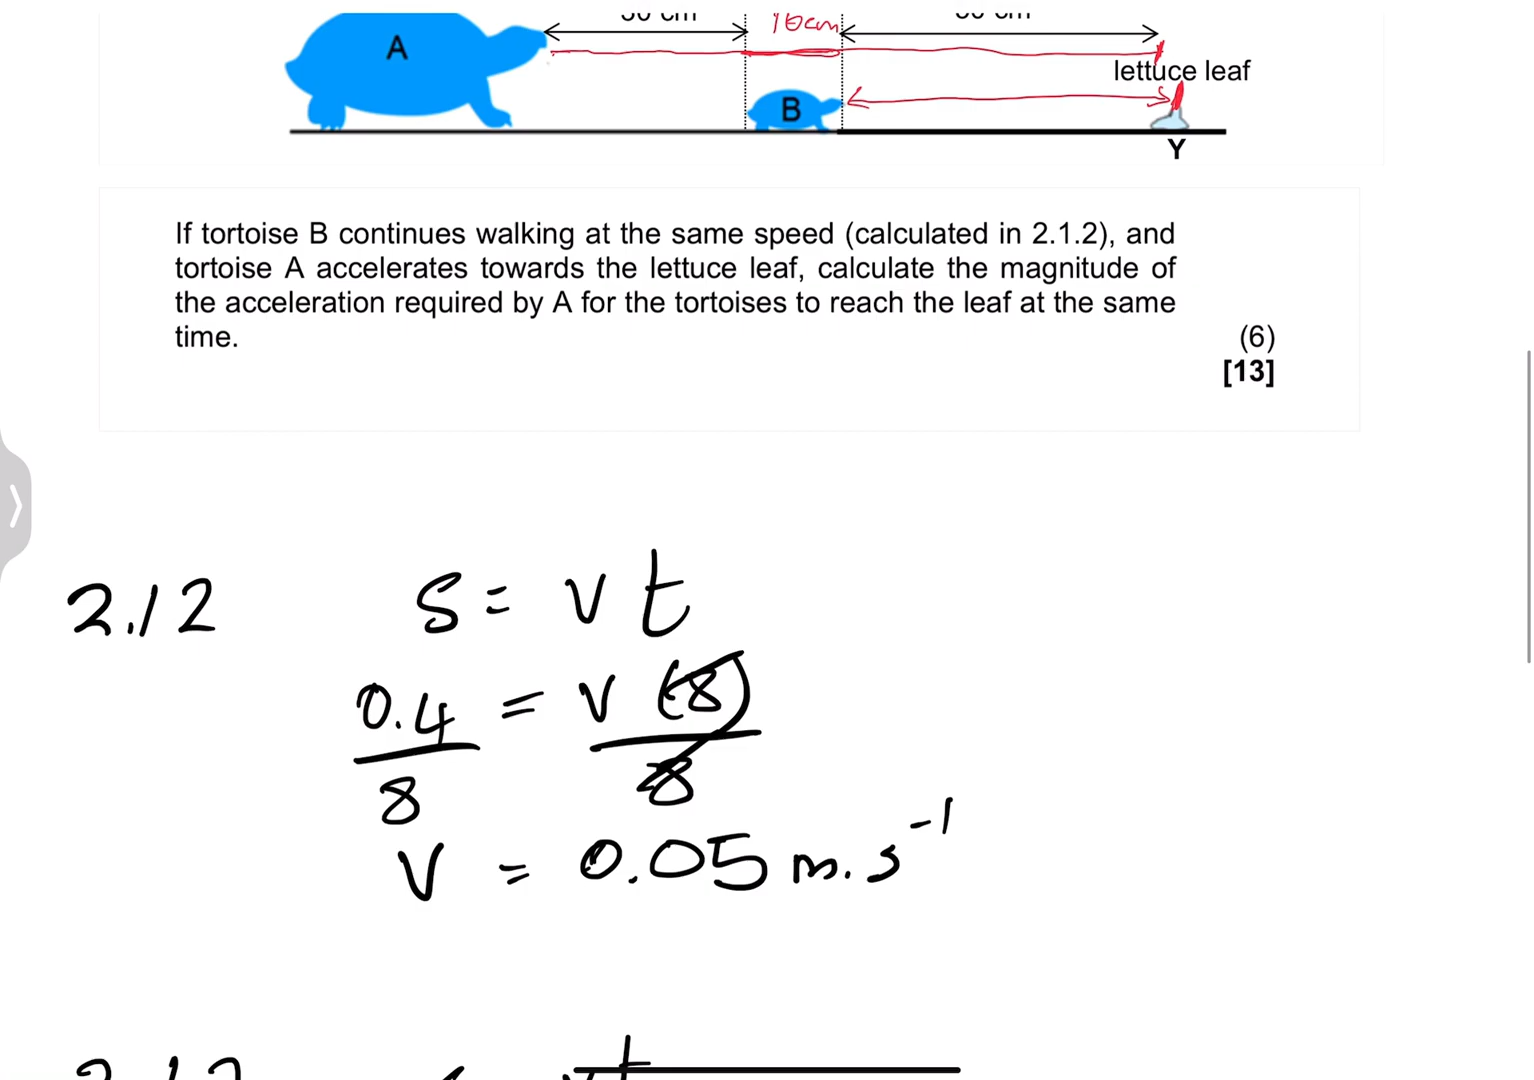 10cm
A
lettuce leaf
B
Y
If tortoise B continues walking at the same speed (calculated in 2.1.2), and
tortoise A accelerates towards the lettuce leaf, calculate the magnitude of
the acceleration required by A for the tortoises to reach the leaf at the same
time.
(6)
[13]
2.12 s = vt
0.4 = v (8)
8 8
v = 0.05 m.s⁻¹